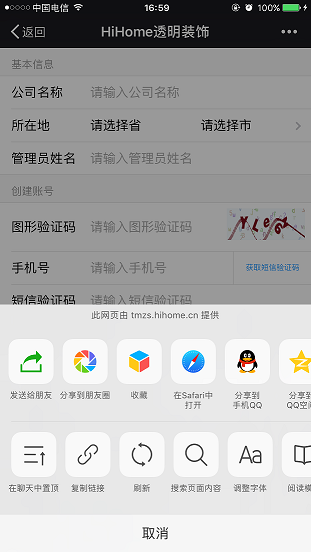 中国电信 16:59 100%
返回 HiHome透明装饰
基本信息
公司名称 请输入公司名称
所在地 请选择省 请选择市
管理员姓名 请输入管理员姓名
创建账号
图形验证码 请输入图形验证码
手机号 请输入手机号 获取短信验证码
短信验证码 请输入短信验证码
此网页由 tmzs.hihome.cn 提供
发送给朋友 分享到朋友圈 收藏 在Safari中 分享到 分享到
打开 手机QQ QQ空间
在聊天中置顶 复制链接 刷新 搜索页面内容 调整字体 阅读模
取消